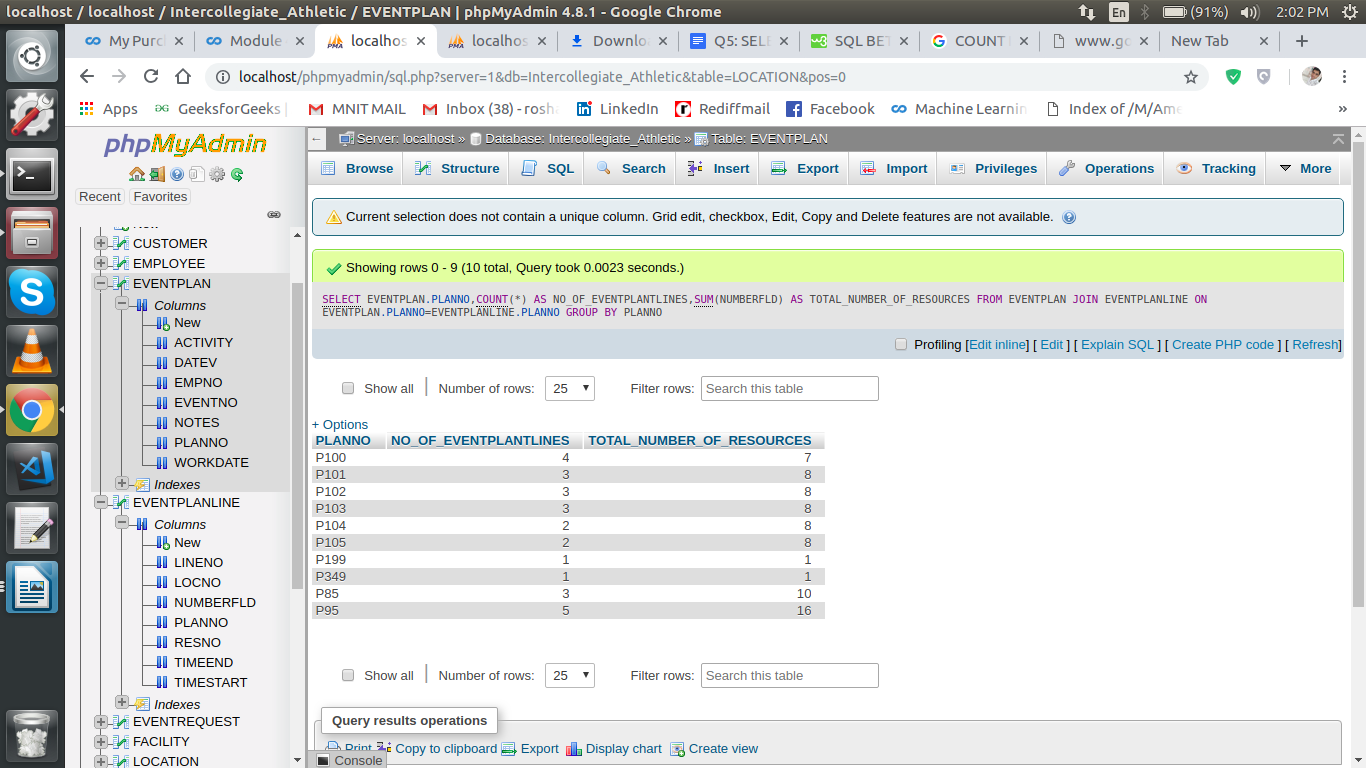 localhost / localhost / Intercollegiate_Athletic / EVENTPLAN | phpMyAdmin 4.8.1 - Google Chrome
En (91%) 2:02 PM
My Purc
Module
localhos
localhos
Downloa
Q5: SELE
SQL BET
COUNT
www.go
New Tab
localhost/phpmyadmin/sql.php?server=1&db=Intercollegiate_Athletic&table=LOCATION&pos=0
Apps
GeeksforGeeks |
MNIT MAIL
Inbox (38) - rosh
LinkedIn
Rediffmail
Facebook
Machine Learnin
Index of /M/Ame
»
phpMyAdmin
Recent Favorites
CUSTOMER
EMPLOYEE
EVENTPLAN
Columns
New
ACTIVITY
DATEV
EMPNO
EVENTNO
NOTES
PLANNO
WORKDATE
Indexes
EVENTPLANLINE
Columns
New
LINENO
LOCNO
NUMBERFLD
PLANNO
RESNO
TIMEEND
TIMESTART
Indexes
EVENTREQUEST
FACILITY
LOCATION
Server: localhost » Database: Intercollegiate_Athletic » Table: EVENTPLAN
Browse Structure SQL Search Insert Export Import Privileges Operations Tracking More
Current selection does not contain a unique column. Grid edit, checkbox, Edit, Copy and Delete features are not available.
Showing rows 0 - 9 (10 total, Query took 0.0023 seconds.)
SELECT EVENTPLAN.PLANNO,COUNT(*) AS NO_OF_EVENTPLANTLINES,SUM(NUMBERFLD) AS TOTAL_NUMBER_OF_RESOURCES FROM EVENTPLAN JOIN EVENTPLANLINE ON
EVENTPLAN.PLANNO=EVENTPLANLINE.PLANNO GROUP BY PLANNO
Profiling [Edit inline] [ Edit ] [ Explain SQL ] [ Create PHP code ] [ Refresh]
Show all | Number of rows: 25 Filter rows: Search this table
+ Options
PLANNO NO_OF_EVENTPLANTLINES TOTAL_NUMBER_OF_RESOURCES
P100 4 7
P101 3 8
P102 3 8
P103 3 8
P104 2 8
P105 2 8
P199 1 1
P349 1 1
P85 3 10
P95 5 16
Show all | Number of rows: 25 Filter rows: Search this table
Query results operations
Print Copy to clipboard Export Display chart Create view
Console